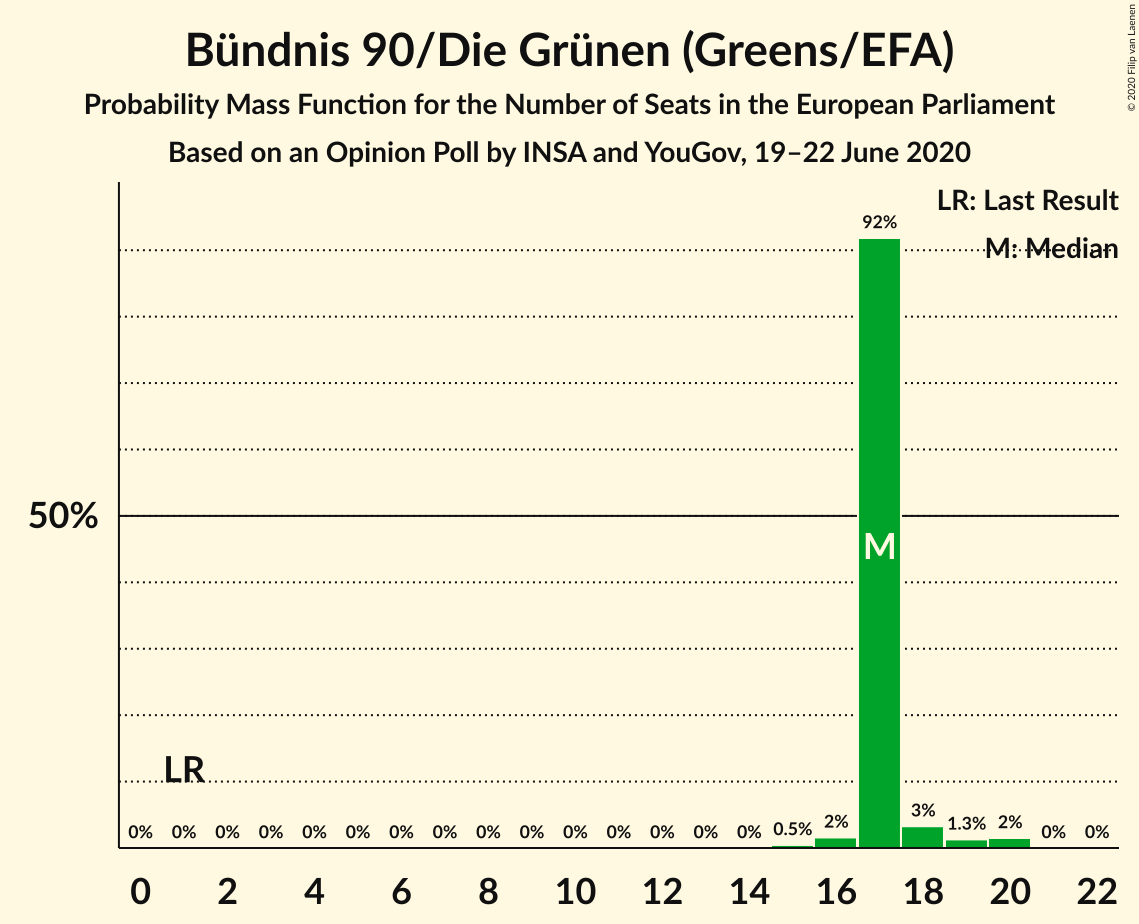 Bündnis 90/Die Grünen (Greens/EFA)
Probability Mass Function for the Number of Seats in the European Parliament
Based on an Opinion Poll by INSA and YouGov, 19–22 June 2020
© 2020 Filip van Laenen
LR: Last Result
M: Median
92%
50%
M
LR
0% 0% 0% 0% 0% 0% 0% 0% 0% 0% 0% 0% 0% 0% 0% 0.5% 2% 3% 1.3% 2% 0% 0%
0 2 4 6 8 10 12 14 16 18 20 22